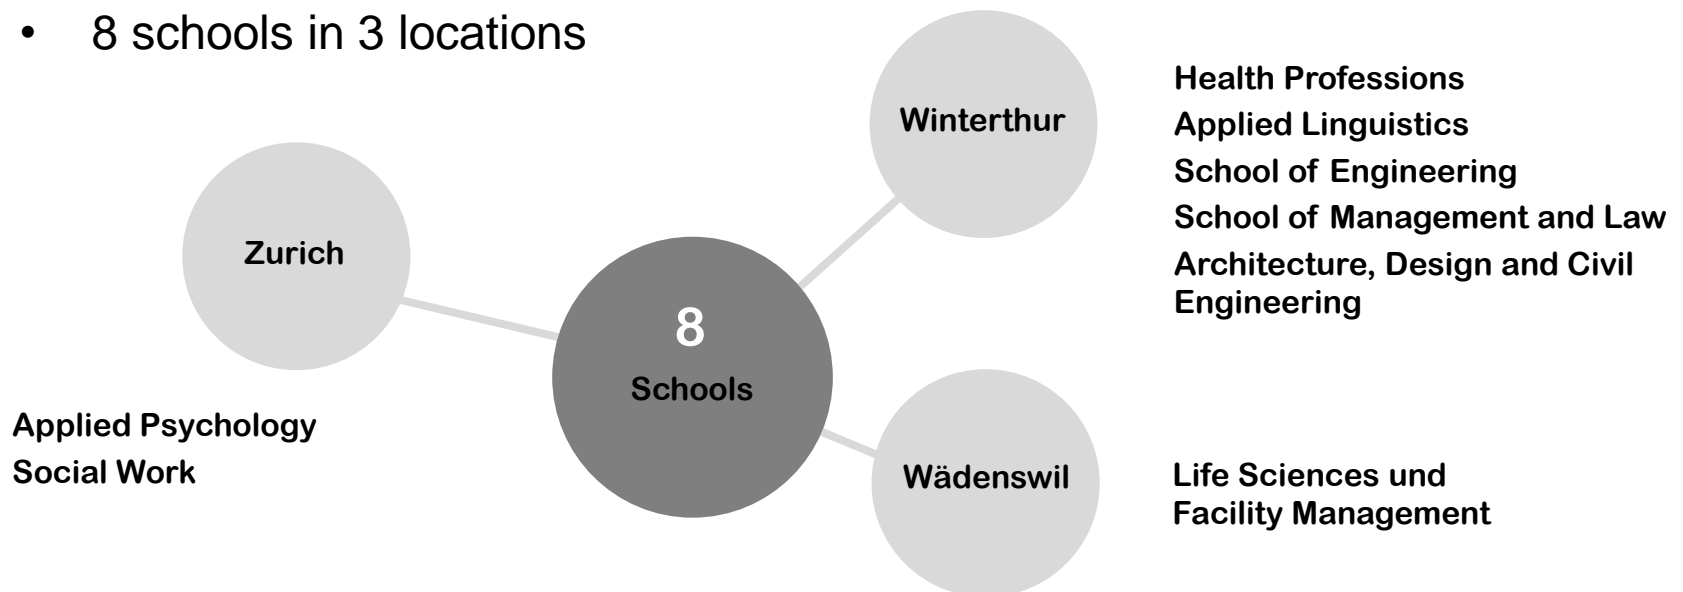 • 8 schools in 3 locations
Winterthur
Health Professions
Applied Linguistics
School of Engineering
School of Management and Law
Architecture, Design and Civil
Engineering
Zurich
Applied Psychology
Social Work
8
Schools
Wädenswil
Life Sciences und
Facility Management